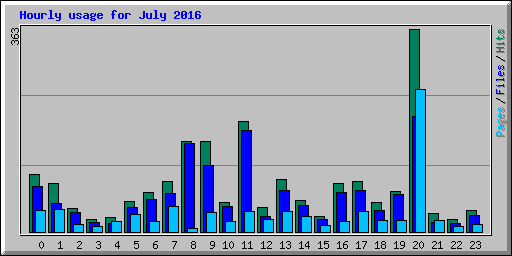 Hourly usage for July 2016
363
Pages / Files / Hits
0 1 2 3 4 5 6 7 8 9 10 11 12 13 14 15 16 17 18 19 20 21 22 23